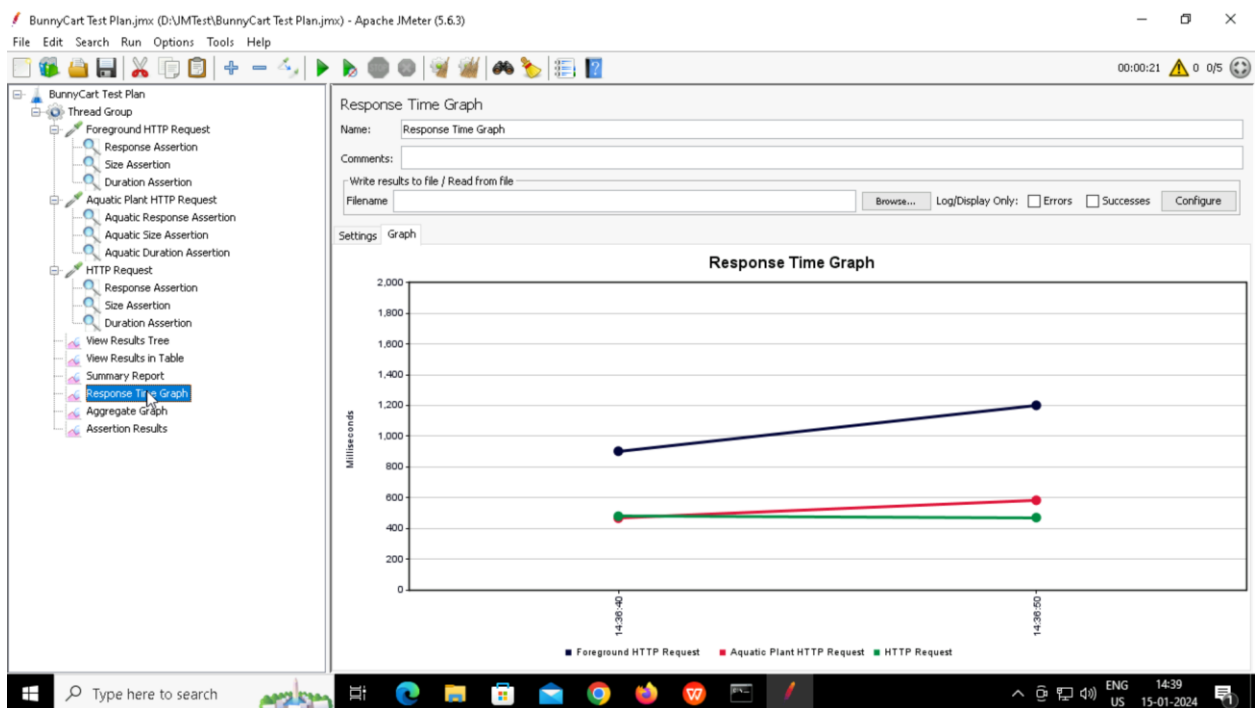 BunnyCart Test Plan.jmx (D:\JMTest\BunnyCart Test Plan.jmx) - Apache JMeter (5.6.3)
File Edit Search Run Options Tools Help
00:00:21 0 0/5
BunnyCart Test Plan
Thread Group
Foreground HTTP Request
Response Assertion
Size Assertion
Duration Assertion
Aquatic Plant HTTP Request
Aquatic Response Assertion
Aquatic Size Assertion
Aquatic Duration Assertion
HTTP Request
Response Assertion
Size Assertion
Duration Assertion
View Results Tree
View Results in Table
Summary Report
Response Time Graph
Aggregate Graph
Assertion Results
Response Time Graph
Name: Response Time Graph
Comments:
Write results to file / Read from file
Filename Browse... Log/Display Only: Errors Successes Configure
Settings Graph
Response Time Graph
2,000
1,800
1,600
1,400
1,200
1,000
800
600
400
200
0
Milliseconds
14:36:40
14:36:50
Foreground HTTP Request Aquatic Plant HTTP Request HTTP Request
Type here to search
ENG
US
14:39
15-01-2024